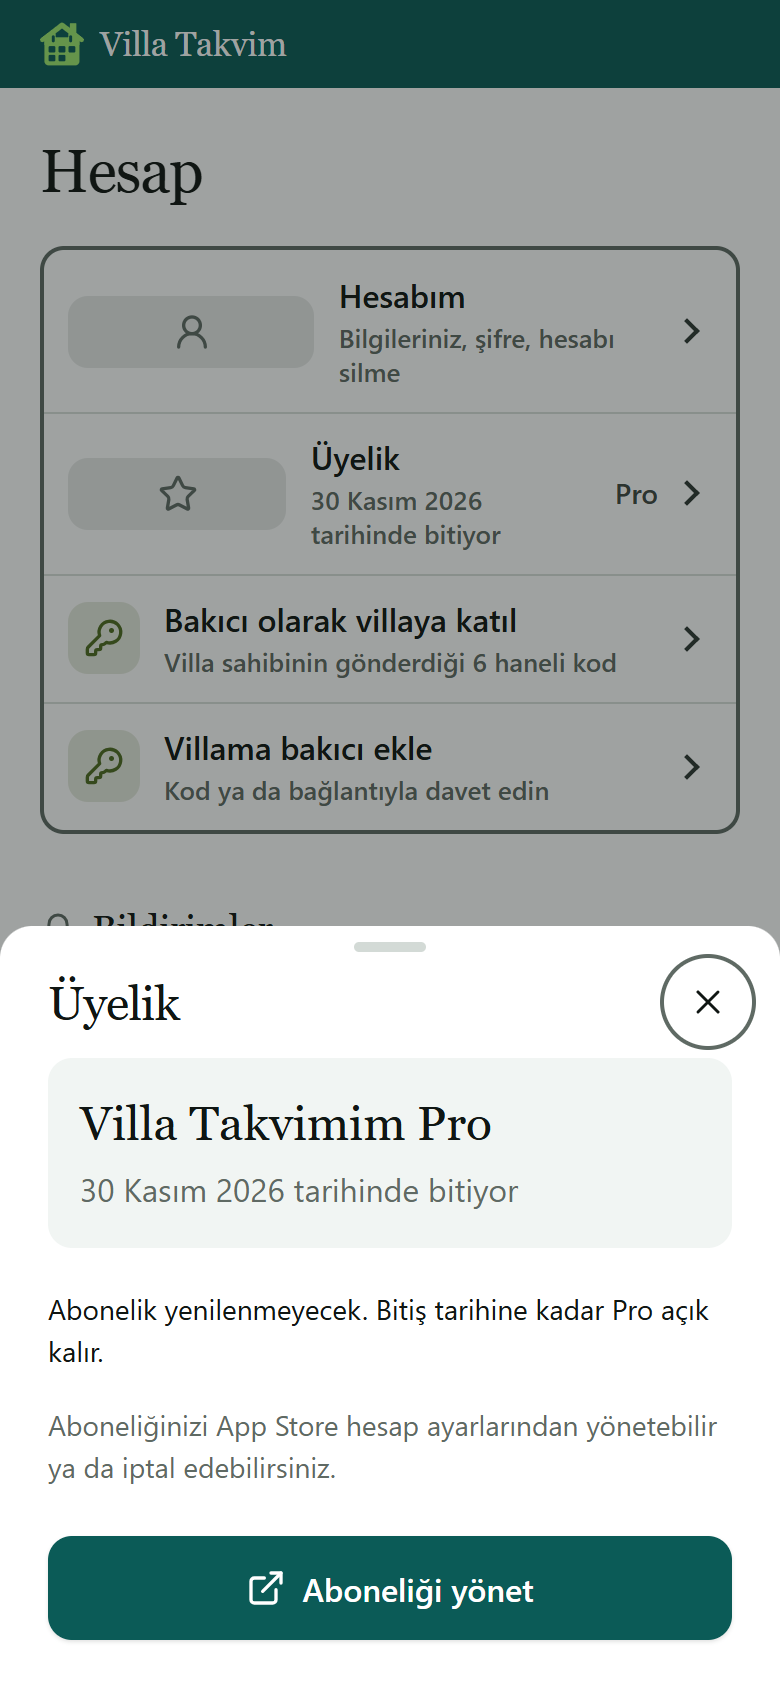 Villa Takvim
Hesap
Hesabım
Bilgileriniz, şifre, hesabı
silme
Üyelik
30 Kasım 2026
tarihinde bitiyor
Pro
Bakıcı olarak villaya katıl
Villa sahibinin gönderdiği 6 haneli kod
Villama bakıcı ekle
Kod ya da bağlantıyla davet edin
Bildirimler
Üyelik
Villa Takvimim Pro
30 Kasım 2026 tarihinde bitiyor
Abonelik yenilenmeyecek. Bitiş tarihine kadar Pro açık
kalır.
Aboneliğinizi App Store hesap ayarlarından yönetebilir
ya da iptal edebilirsiniz.
Aboneliği yönet